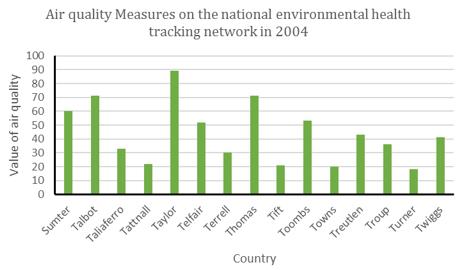 Air quality Measures on the national environmental health
tracking network in 2004
Value of air quality
100
90
80
70
60
50
40
30
20
10
0
Sumter
Talbot
Taliaferro
Tattnall
Taylor
Telfair
Terrell
Thomas
Tift
Toombs
Towns
Treutlen
Troup
Turner
Twiggs
Country